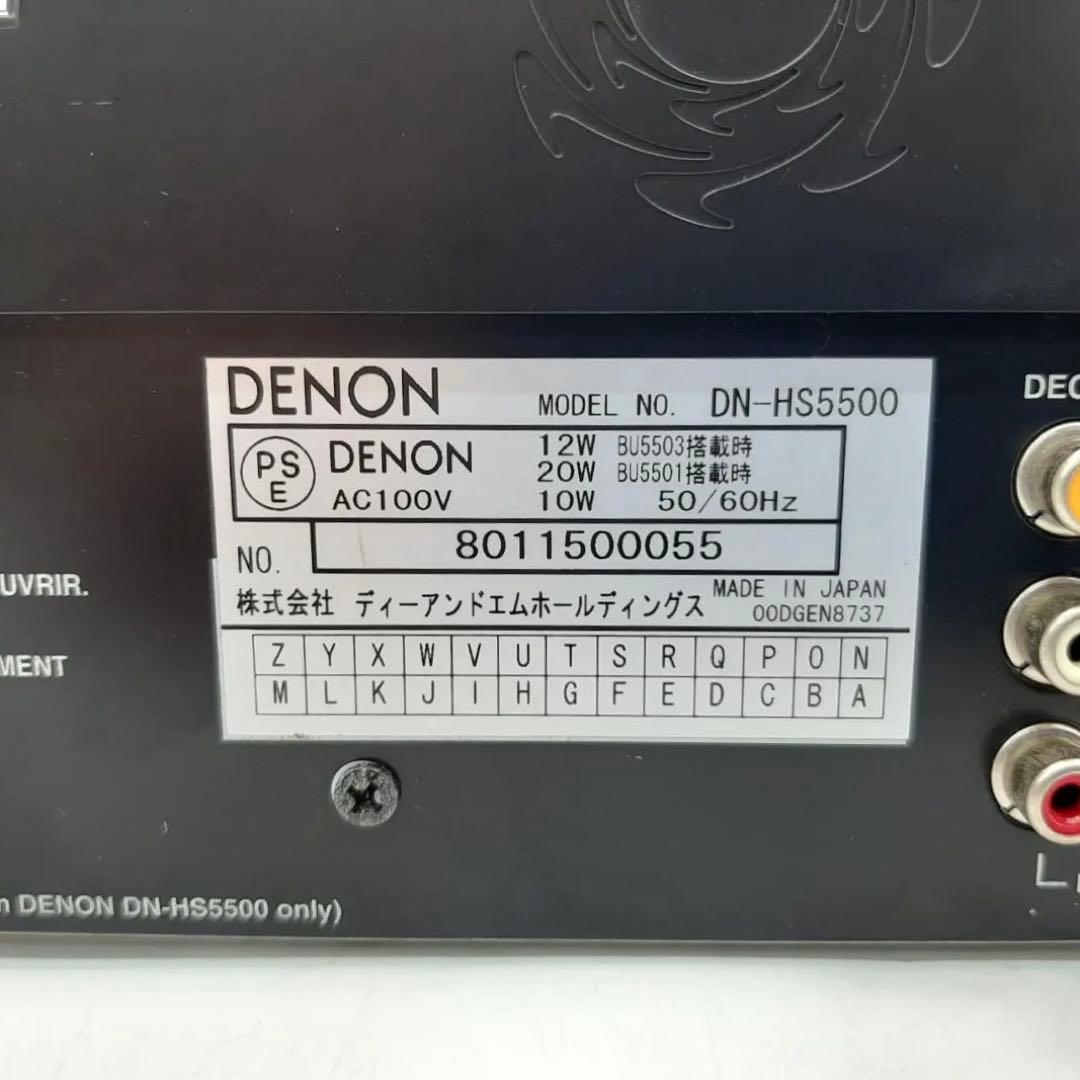 DENON MODEL NO. DN-HS5500
PS E DENON 12W BU5503搭載時
20W BU5501搭載時
AC100V 10W 50/60Hz
NO. 8011500055
株式会社 ディーアンドエムホールディングス MADE IN JAPAN
00DGEN8737
Z Y X W V U T S R Q P O N
M L K J I H G F E D C B A
DEC
UVRIR.
MENT
L
n DENON DN-HS5500 only)